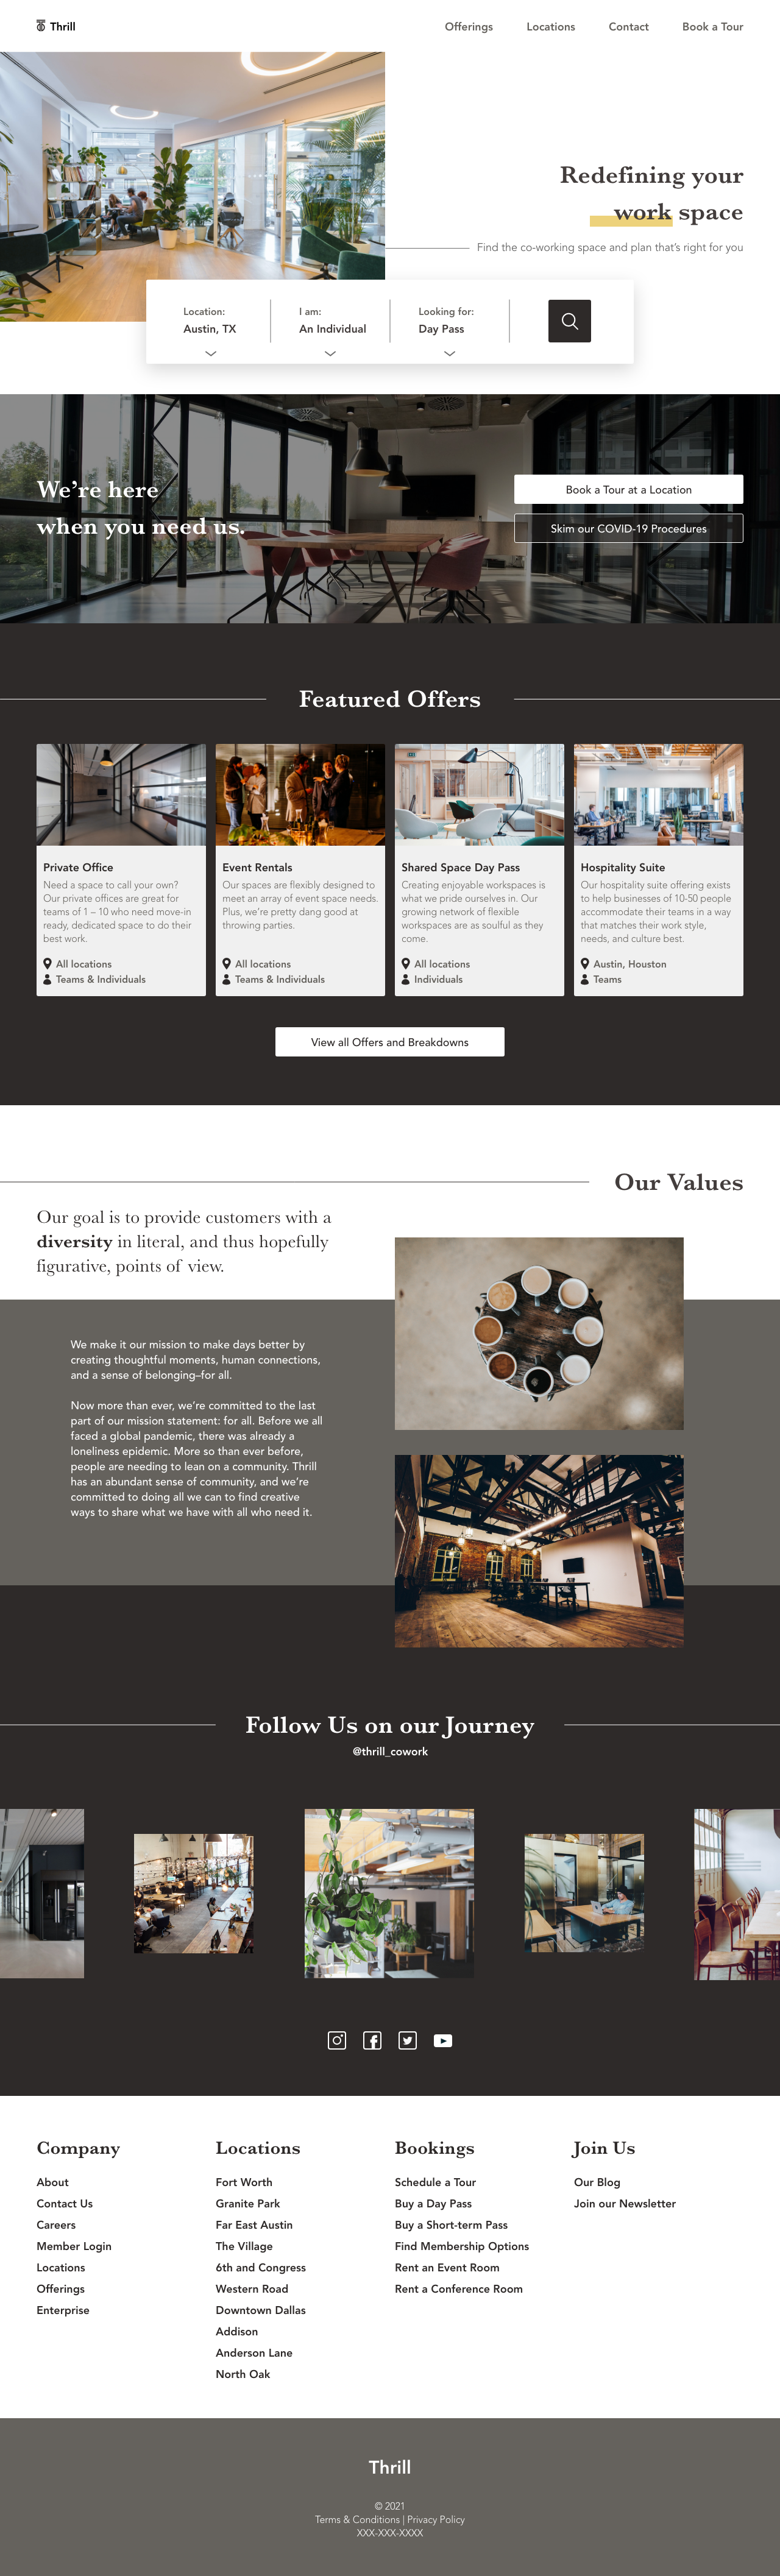 Thrill
Offerings
Locations
Contact
Book a Tour
Redefining your
work space
Find the co-working space and plan that's right for you
Location:
Austin, TX
I am:
An Individual
Looking for:
Day Pass
We're here
when you need us.
Book a Tour at a Location
Skim our COVID-19 Procedures
Featured Offers
Private Office
Need a space to call your own?
Our private offices are great for
teams of 1 – 10 who need move-in
ready, dedicated space to do their
best work.
All locations
Teams & Individuals
Event Rentals
Our spaces are flexibly designed to
meet an array of event space needs.
Plus, we're pretty dang good at
throwing parties.
All locations
Teams & Individuals
Shared Space Day Pass
Creating enjoyable workspaces is
what we pride ourselves in. Our
growing network of flexible
workspaces are as soulful as they
come.
All locations
Individuals
Hospitality Suite
Our hospitality suite offering exists
to help businesses of 10-50 people
accommodate their teams in a way
that matches their work style,
needs, and culture best.
Austin, Houston
Teams
View all Offers and Breakdowns
Our Values
Our goal is to provide customers with a
diversity in literal, and thus hopefully
figurative, points of view.
We make it our mission to make days better by
creating thoughtful moments, human connections,
and a sense of belonging–for all.
Now more than ever, we're committed to the last
part of our mission statement: for all. Before we all
faced a global pandemic, there was already a
loneliness epidemic. More so than ever before,
people are needing to lean on a community. Thrill
has an abundant sense of community, and we're
committed to doing all we can to find creative
ways to share what we have with all who need it.
Follow Us on our Journey
@thrill_cowork
Company
About
Contact Us
Careers
Member Login
Locations
Offerings
Enterprise
Locations
Fort Worth
Granite Park
Far East Austin
The Village
6th and Congress
Western Road
Downtown Dallas
Addison
Anderson Lane
North Oak
Bookings
Schedule a Tour
Buy a Day Pass
Buy a Short-term Pass
Find Membership Options
Rent an Event Room
Rent a Conference Room
Join Us
Our Blog
Join our Newsletter
Thrill
© 2021
Terms & Conditions | Privacy Policy
XXX-XXX-XXXX